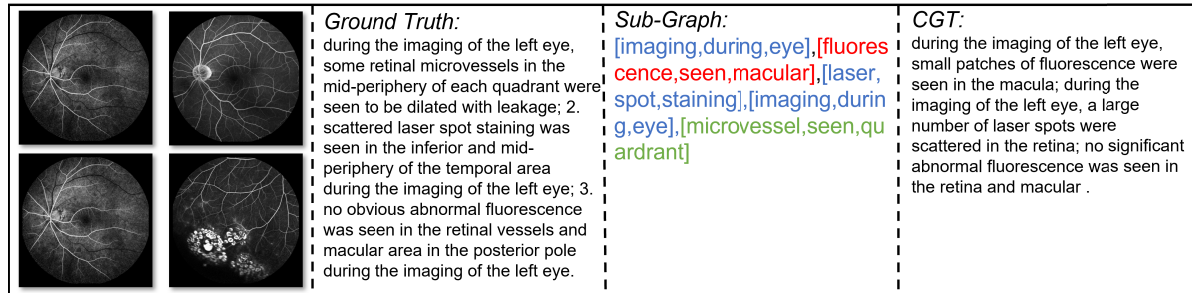 Ground Truth:
during the imaging of the left eye,
some retinal microvessels in the
mid-periphery of each quadrant were
seen to be dilated with leakage; 2.
scattered laser spot staining was
seen in the inferior and mid-
periphery of the temporal area
during the imaging of the left eye; 3.
no obvious abnormal fluorescence
was seen in the retinal vessels and
macular area in the posterior pole
during the imaging of the left eye.
Sub-Graph:
[imaging,during,eye],[fluores
cence,seen,macular],[laser,
spot,staining],[imaging,durin
g,eye],[microvessel,seen,qu
ardrant]
CGT:
during the imaging of the left eye,
small patches of fluorescence were
seen in the macula; during the
imaging of the left eye, a large
number of laser spots were
scattered in the retina; no significant
abnormal fluorescence was seen in
the retina and macular .